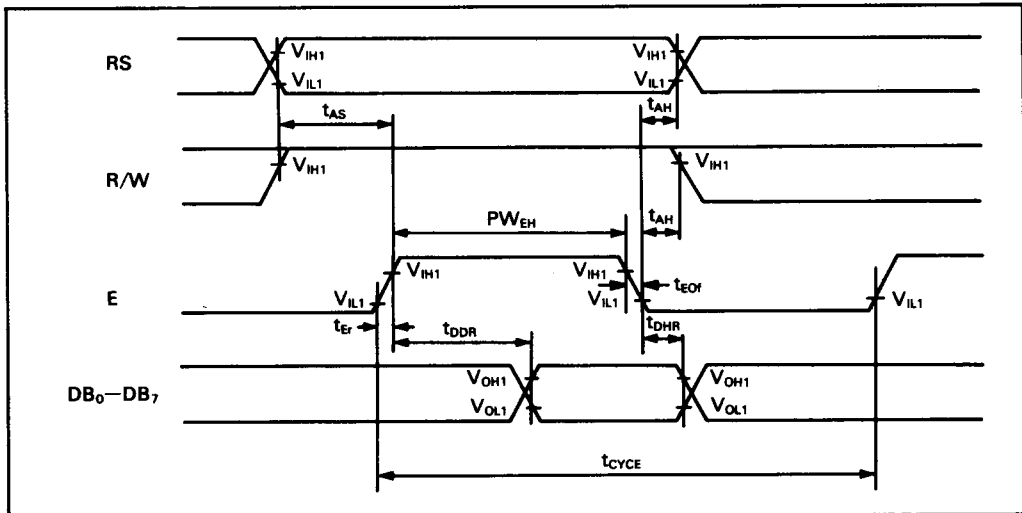 RS
V_IH1
V_IL1
V_IH1
V_IL1
t_AS
t_AH
R/W
V_IH1
V_IH1
PW_EH
t_AH
E
V_IL1
V_IH1
V_IH1
V_IL1
t_EOf
V_IL1
t_Er
t_DDR
t_DHR
DB₀—DB₇
V_OH1
V_OL1
V_OH1
V_OL1
t_CYCE